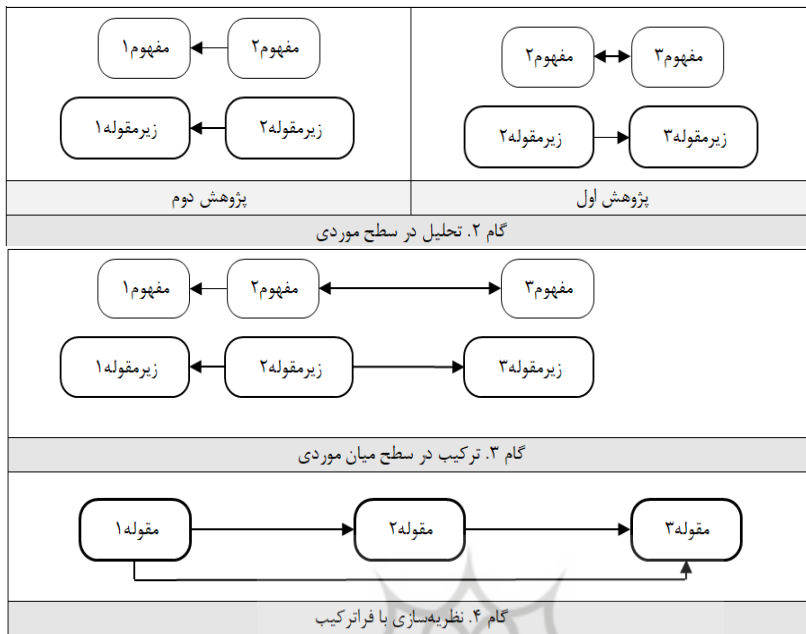 مفهوم۳ مفهوم۲
زیرمقوله۳ زیرمقوله۲
پژوهش اول
مفهوم۲ مفهوم۱
زیرمقوله۲ زیرمقوله۱
پژوهش دوم
گام ۲. تحلیل در سطح موردی
مفهوم۳ مفهوم۲ مفهوم۱
زیرمقوله۳ زیرمقوله۲ زیرمقوله۱
گام ۳. ترکیب در سطح میان موردی
مقوله۳ مقوله۲ مقوله۱
گام ۴. نظریه‌سازی با فراترکیب